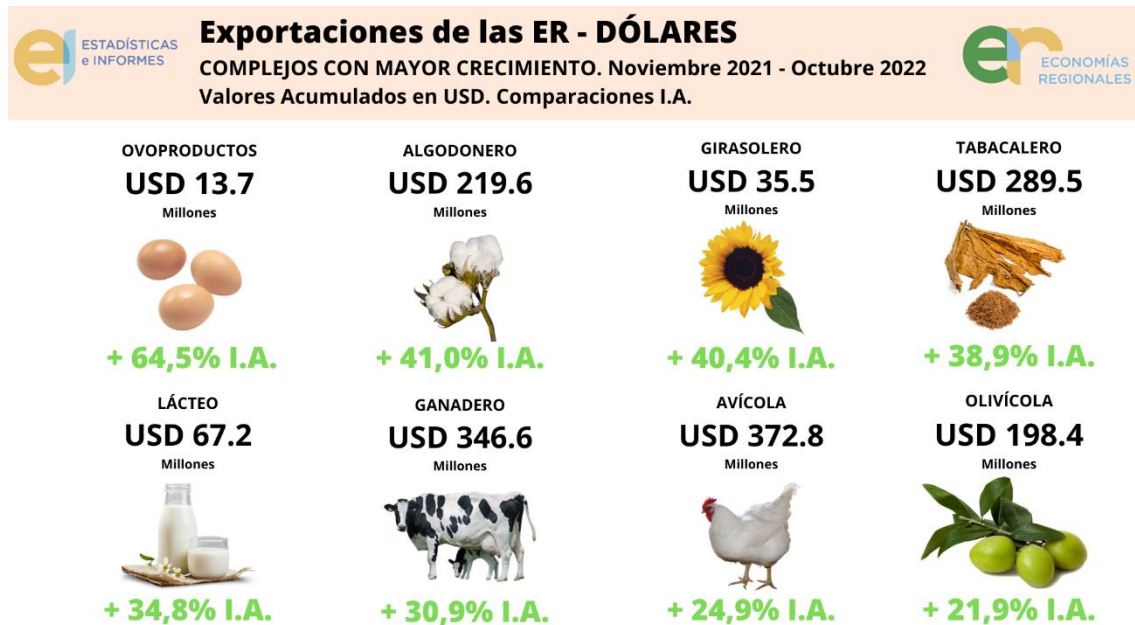 ESTADÍSTICAS
e INFORMES
Exportaciones de las ER - DÓLARES
COMPLEJOS CON MAYOR CRECIMIENTO. Noviembre 2021 - Octubre 2022
Valores Acumulados en USD. Comparaciones I.A.
er
ECONOMÍAS
REGIONALES
OVOPRODUCTOS
USD 13.7
Millones
+ 64,5% I.A.
ALGODONERO
USD 219.6
Millones
+ 41,0% I.A.
GIRASOLERO
USD 35.5
Millones
+ 40,4% I.A.
TABACALERO
USD 289.5
Millones
+ 38,9% I.A.
LÁCTEO
USD 67.2
Millones
+ 34,8% I.A.
GANADERO
USD 346.6
Millones
+ 30,9% I.A.
AVÍCOLA
USD 372.8
Millones
+ 24,9% I.A.
OLIVÍCOLA
USD 198.4
Millones
+ 21,9% I.A.